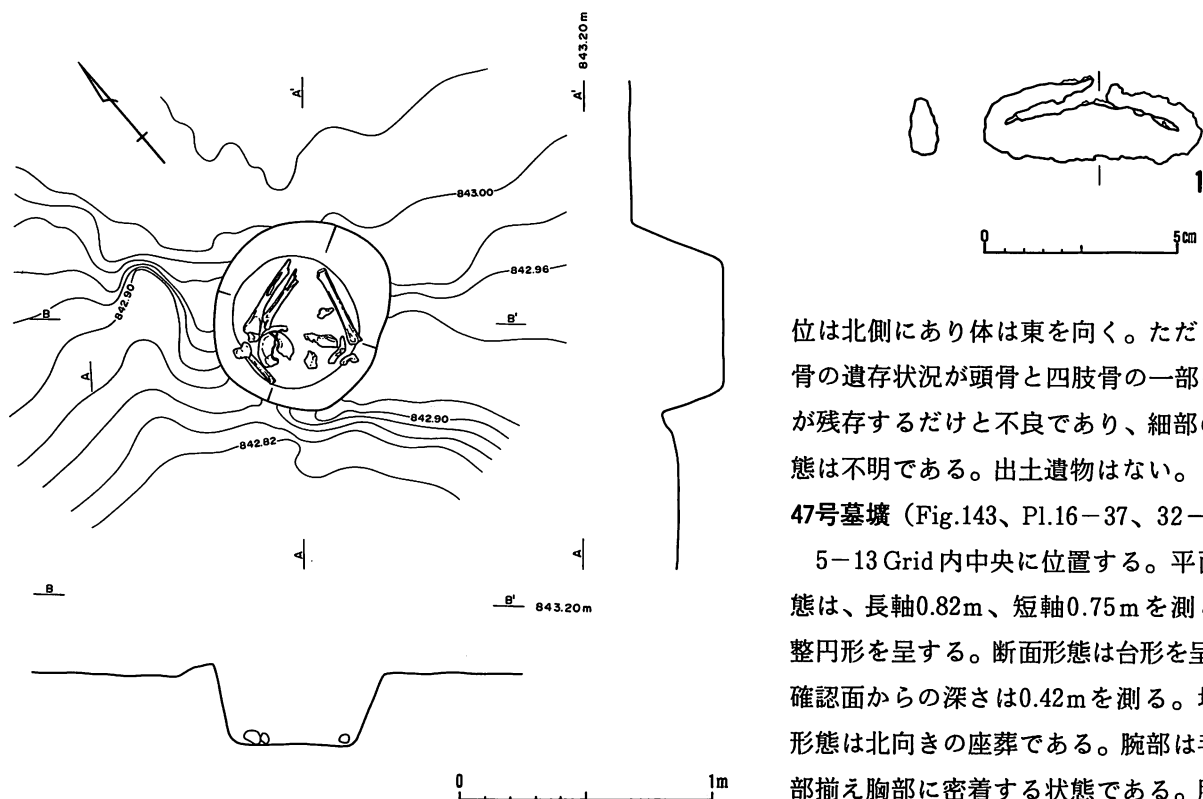 843.20m
A'
A'
843.00
842.96
842.90
B
B'
A
842.90
842.82
A
A
B
B'
843.20m
0
1m
1
0
5cm
位は北側にあり体は東を向く。ただ
骨の遺存状況が頭骨と四肢骨の一部
が残存するだけと不良であり、細部の
態は不明である。出土遺物はない。
47号墓壙（Fig.143、Pl.16－37、32－
5－13 Grid 内中央に位置する。平面
態は、長軸0.82m、短軸0.75mを測
整円形を呈する。断面形態は台形を呈
確認面からの深さは0.42mを測る。
形態は北向きの座葬である。腕部は
部揃え胸部に密着する状態である。